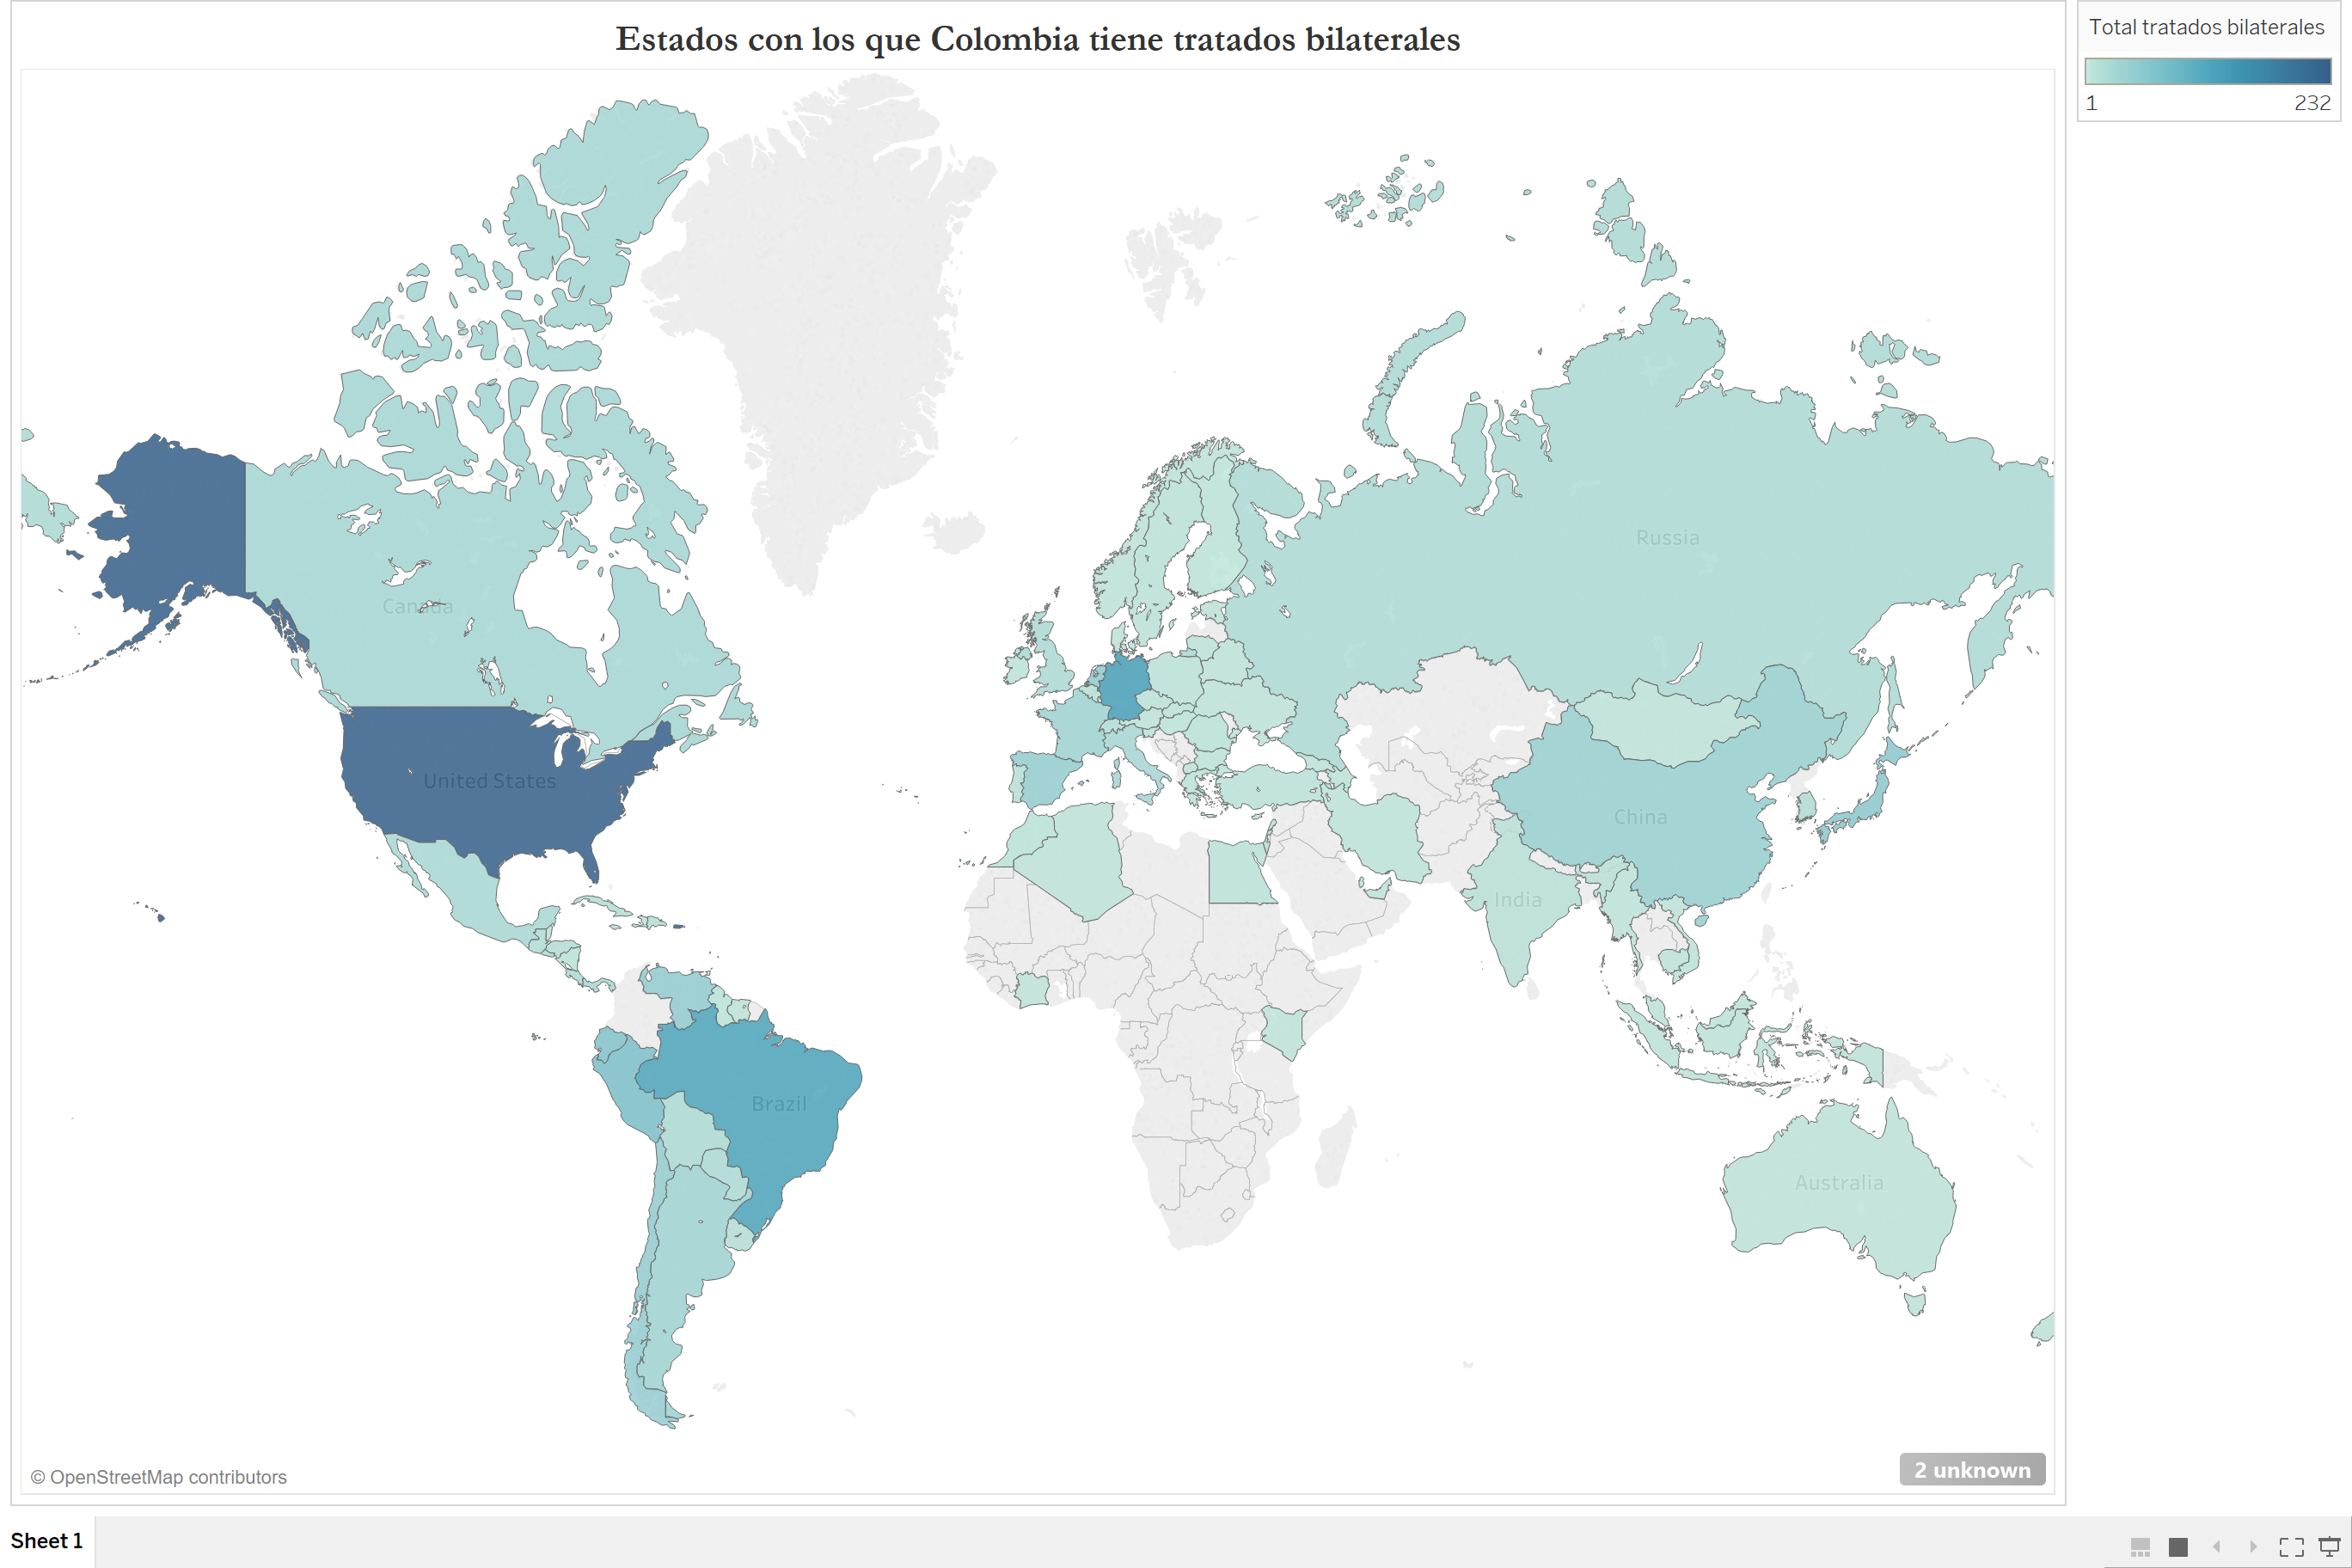 Estados con los que Colombia tiene tratados bilaterales
Total tratados bilaterales
1 232
Russia
Canada
United States
China
India
Brazil
Australia
© OpenStreetMap contributors
2 unknown
Sheet 1